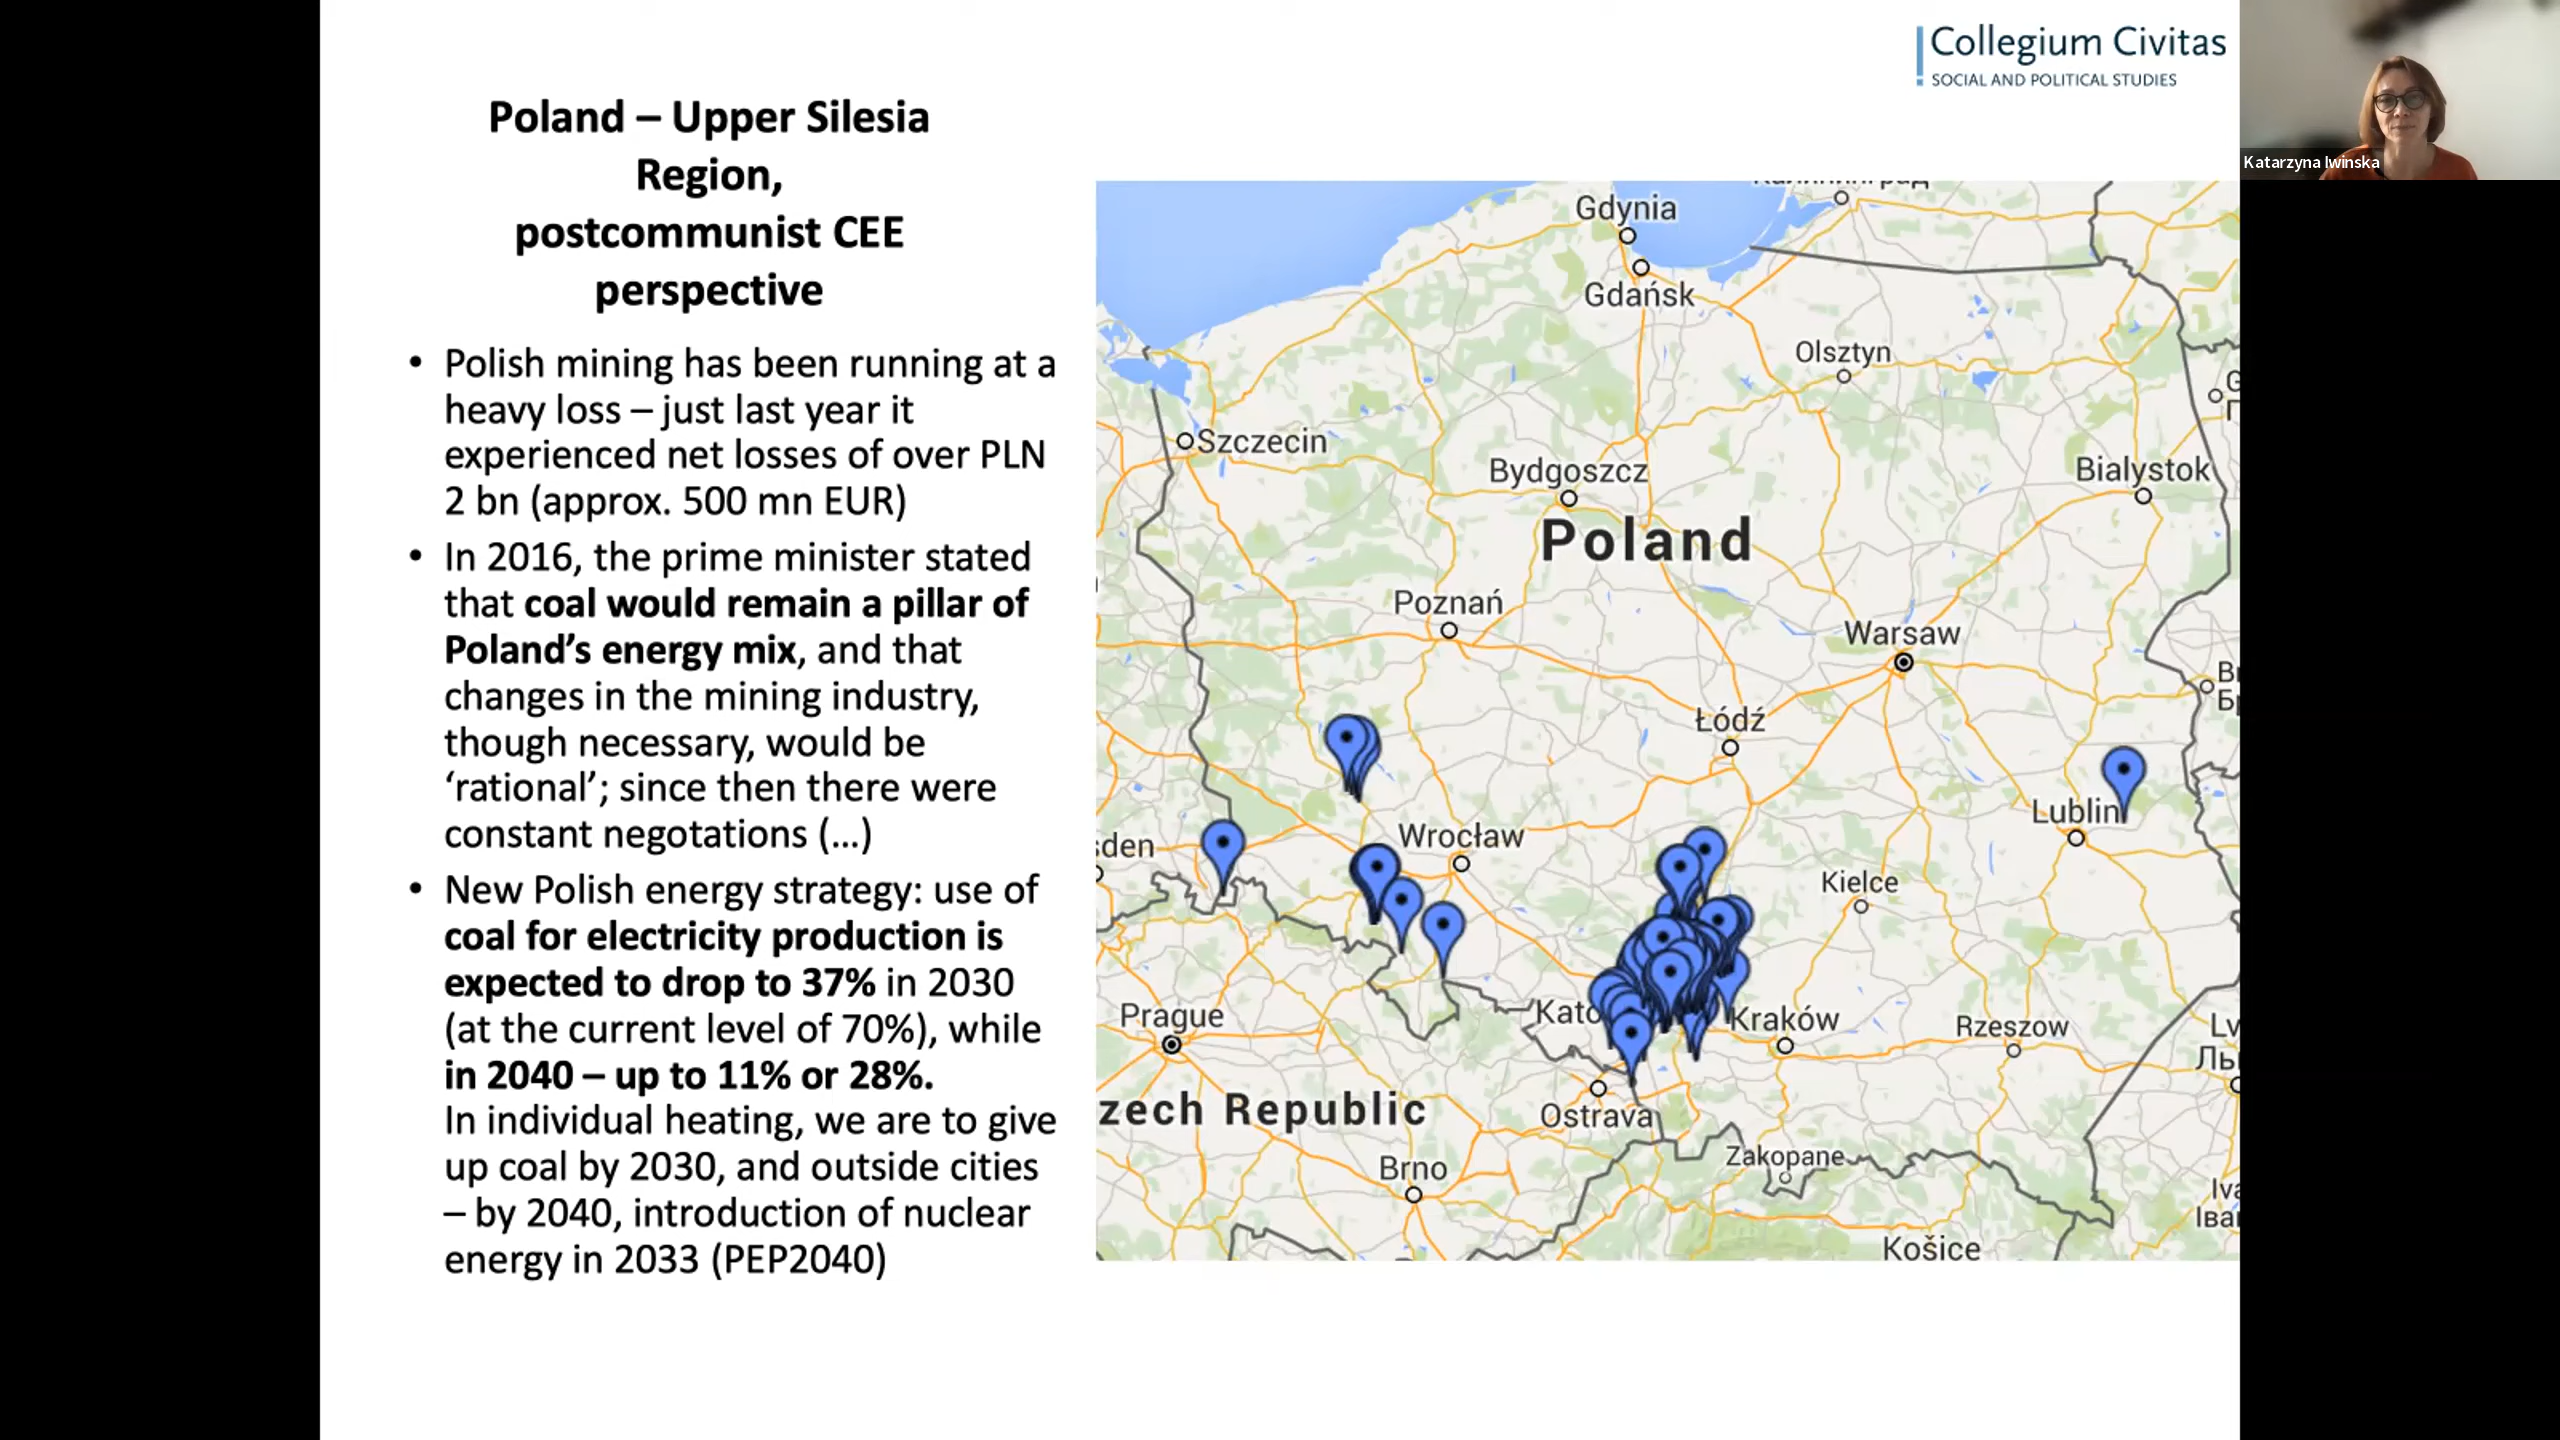 Collegium Civitas
SOCIAL AND POLITICAL STUDIES
Katarzyna Iwinska
Poland – Upper Silesia
Region,
postcommunist CEE
perspective
• Polish mining has been running at a
heavy loss – just last year it
experienced net losses of over PLN
2 bn (approx. 500 mn EUR)
• In 2016, the prime minister stated
that coal would remain a pillar of
Poland’s energy mix, and that
changes in the mining industry,
though necessary, would be
‘rational’; since then there were
constant negotations (...)
• New Polish energy strategy: use of
coal for electricity production is
expected to drop to 37% in 2030
(at the current level of 70%), while
in 2040 – up to 11% or 28%.
In individual heating, we are to give
up coal by 2030, and outside cities
– by 2040, introduction of nuclear
energy in 2033 (PEP2040)
Gdynia
Gdańsk
Olsztyn
Szczecin
Bydgoszcz
Bialystok
Poland
Poznań
Warsaw
Łódź
Lublin
Wrocław
sden
Kielce
Kato
Kraków
Rzeszow
Prague
Lv
Ль
zech Republic
Ostrava
Zakopane
Brno
Iva
Іва
Košice